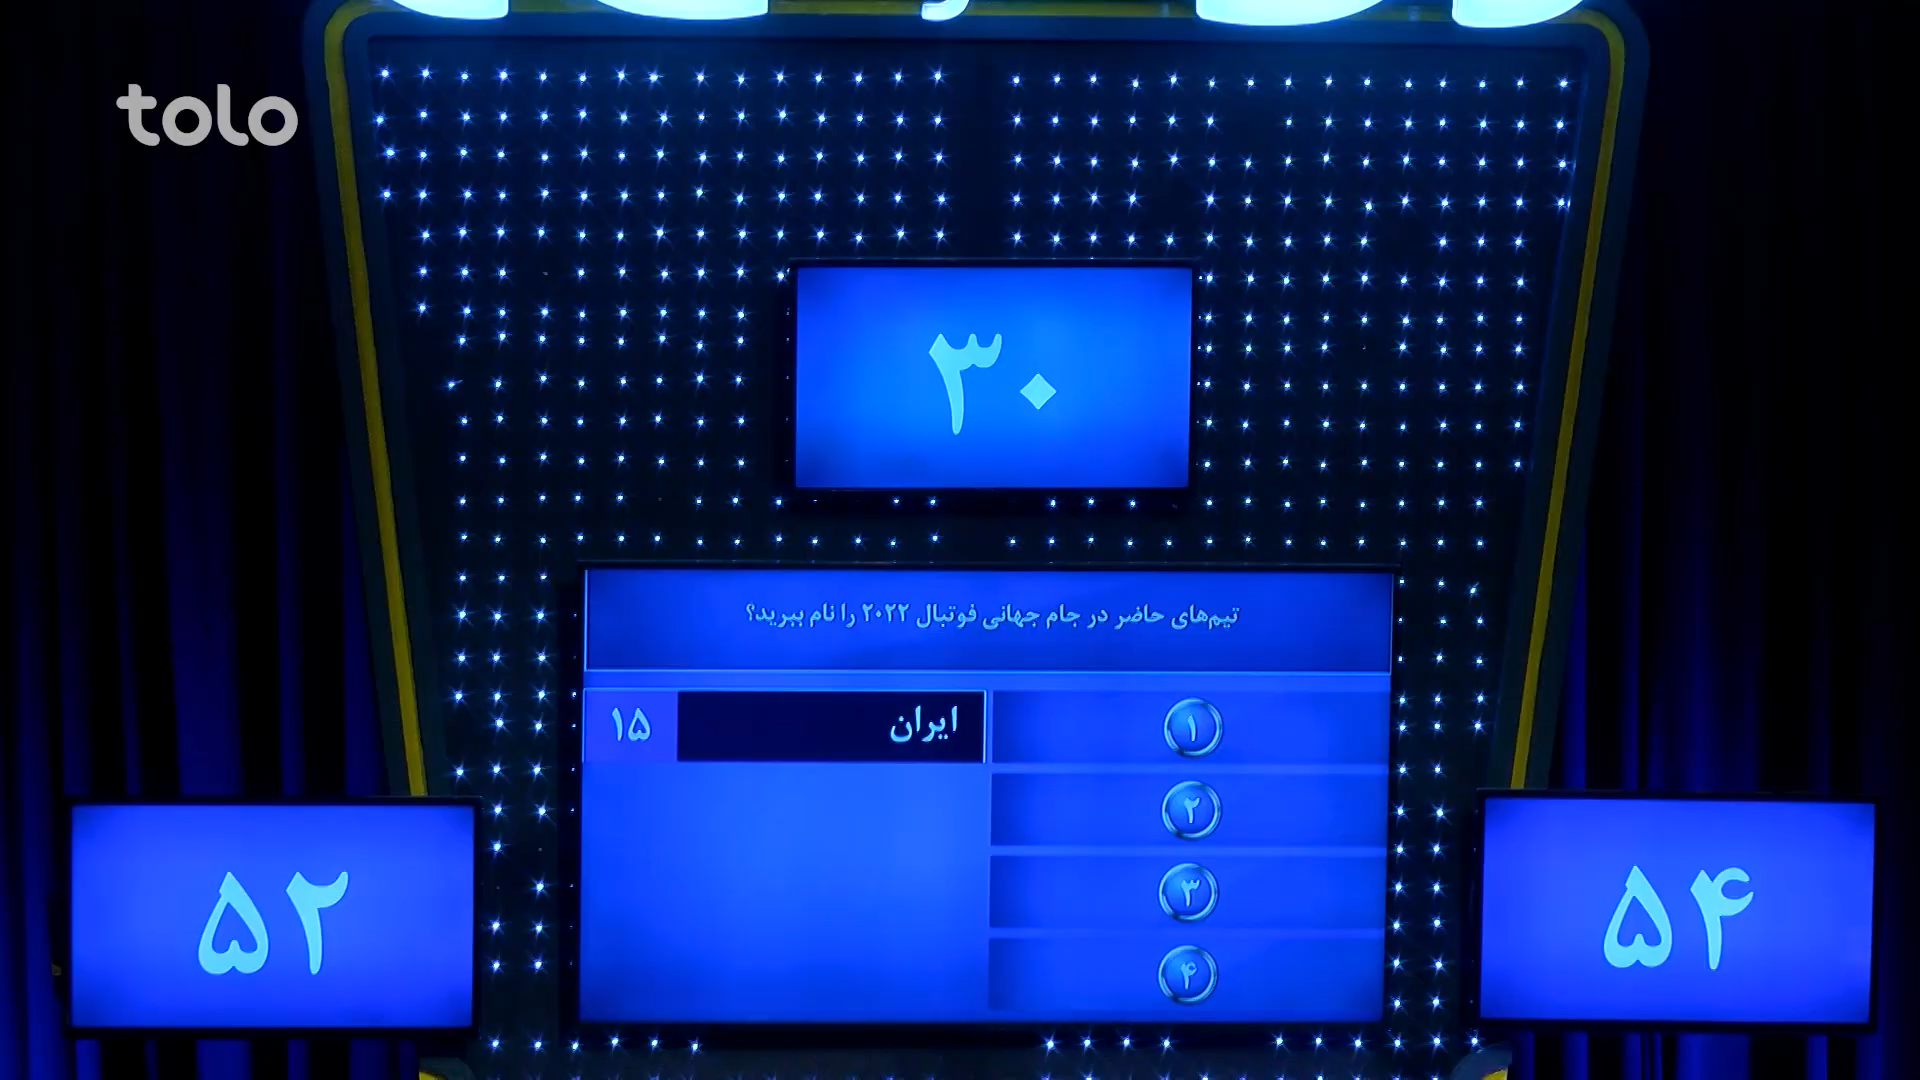 tolo
۳۰
تیم‌های حاضر در جام جهانی فوتبال ۲۰۲۲ را نام ببرید؟
۱
ایران ۱۵
۲
۳
۴
۵۲
۵۴